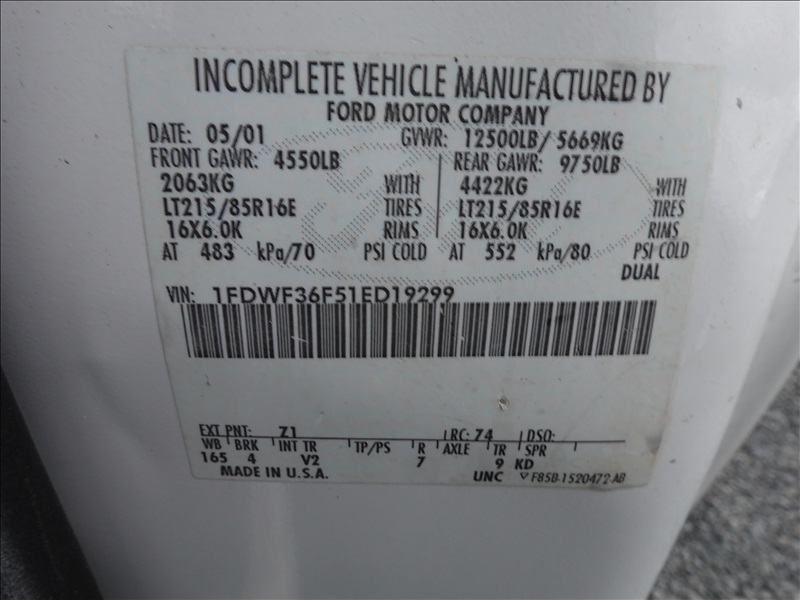 INCOMPLETE VEHICLE MANUFACTURED BY
FORD MOTOR COMPANY
DATE: 05/01 GVWR: 12500LB/ 5669KG
FRONT GAWR: 4550LB REAR GAWR: 9750LB
2063KG WITH 4422KG WITH
LT215/85R16E TIRES LT215/85R16E TIRES
16X6.0K RIMS 16X6.0K RIMS
AT 483 kPa/70 PSI COLD AT 552 kPa/80 PSI COLD
DUAL
VIN: 1FDWF36F51ED19299
EXT PNT: Z1 RC: 74 DSO:
WB BRK INT TR TP/PS R AXLE TR SPR
165 4 V2 7 9 KD
MADE IN U.S.A. UNC F85B-1520472-AB